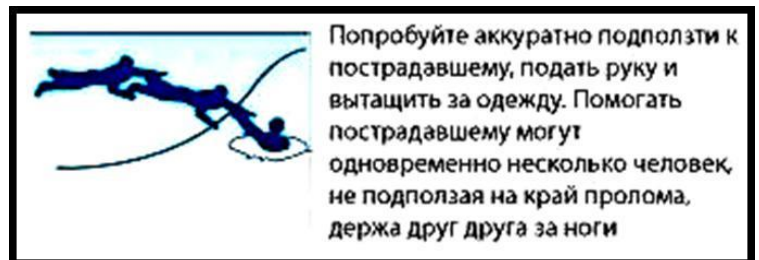 Попробуйте аккуратно подползти к
пострадавшему, подать руку и
вытащить за одежду. Помогать
пострадавшему могут
одновременно несколько человек,
не подползая на край пролома,
держа друг друга за ноги